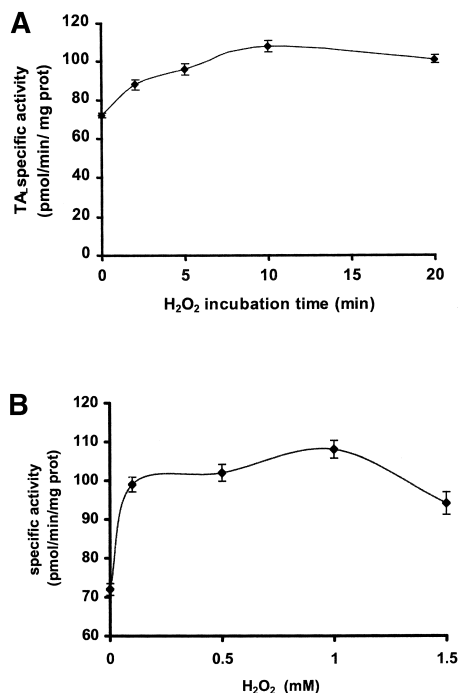 A
120
100
80
60
40
20
0
TAL specific activity
(pmol/min/ mg prot)
0 5 10 15 20
H₂O₂ incubation time (min)
B
120
110
100
90
80
70
60
specific activity
(pmol/min/mg prot)
0 0.5 1 1.5
H₂O₂ (mM)